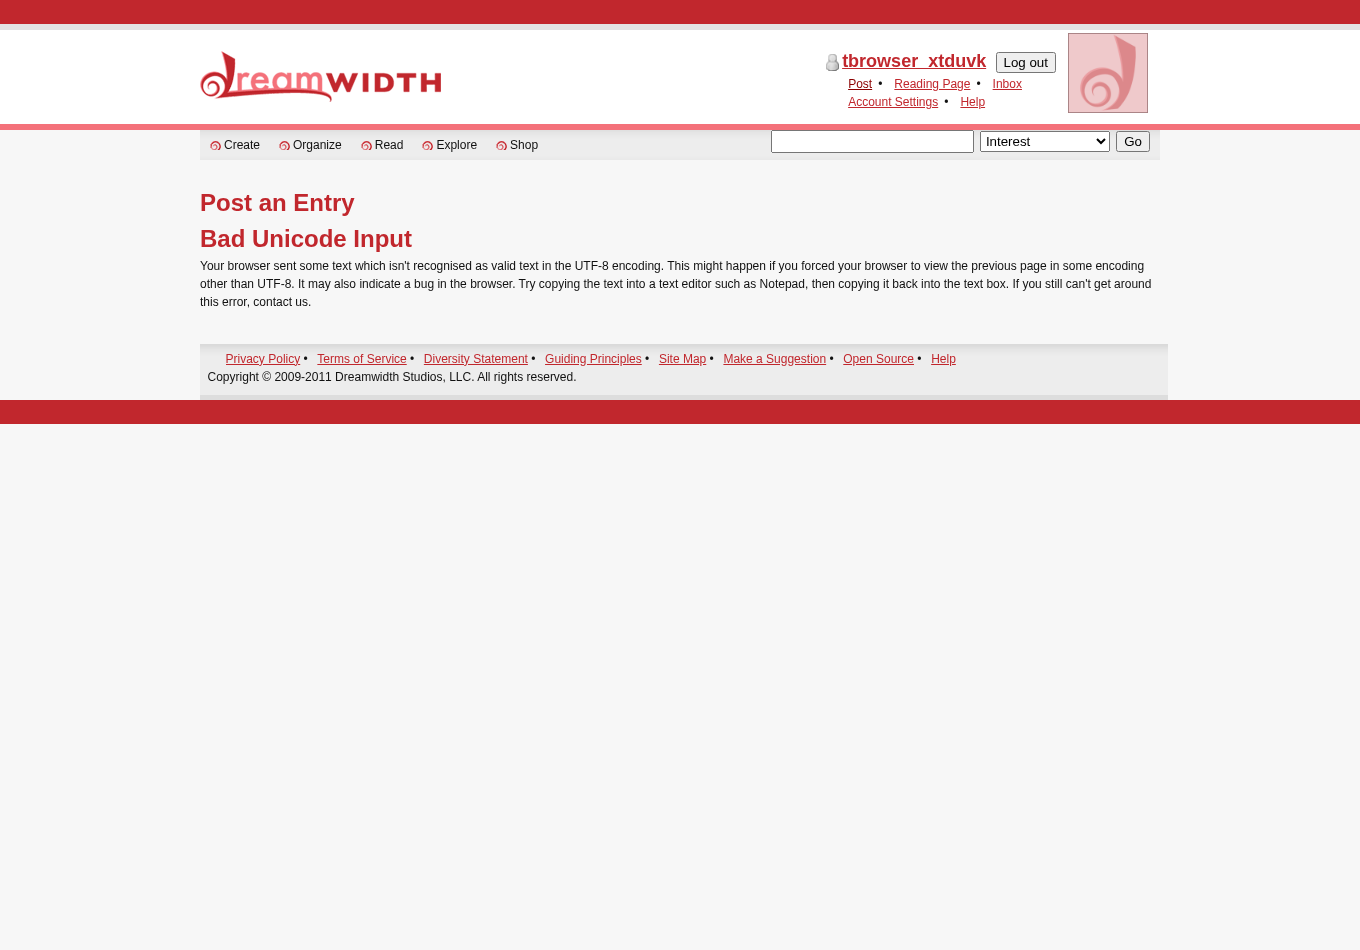 dreamWIDTH
tbrowser_xtduvk Log out
Post • Reading Page • Inbox
Account Settings • Help
Create Organize Read Explore Shop Interest Go
Post an Entry
Bad Unicode Input
Your browser sent some text which isn't recognised as valid text in the UTF-8 encoding. This might happen if you forced your browser to view the previous page in some encoding
other than UTF-8. It may also indicate a bug in the browser. Try copying the text into a text editor such as Notepad, then copying it back into the text box. If you still can't get around
this error, contact us.
Privacy Policy • Terms of Service • Diversity Statement • Guiding Principles • Site Map • Make a Suggestion • Open Source • Help
Copyright © 2009-2011 Dreamwidth Studios, LLC. All rights reserved.